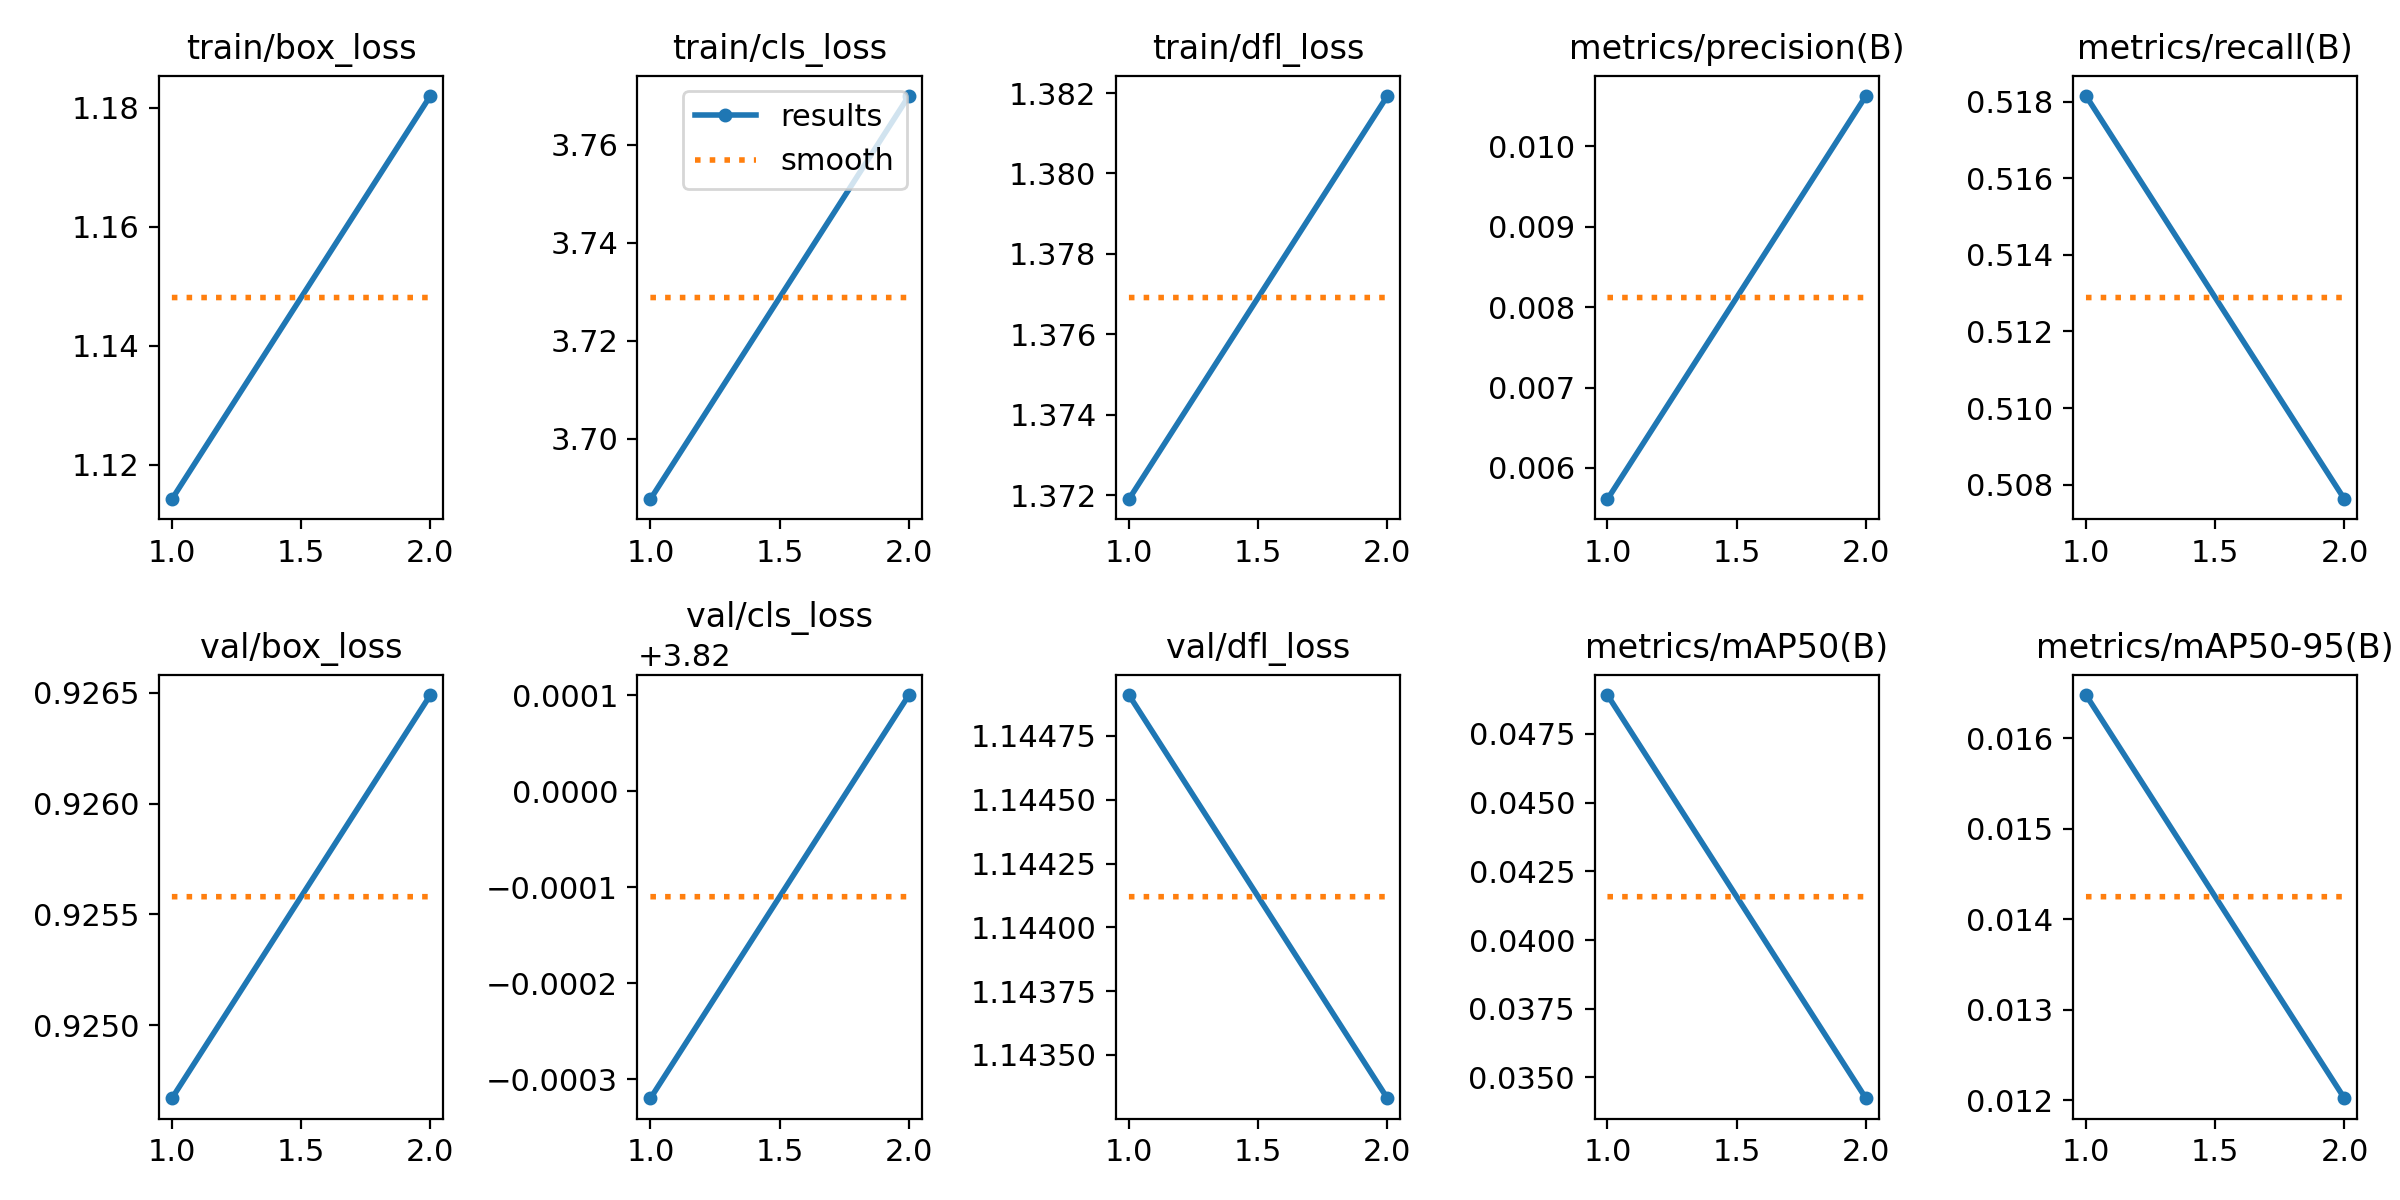 train/box_loss
1.18
1.16
1.14
1.12
1.0 1.5 2.0
train/cls_loss
results
smooth
3.76
3.74
3.72
3.70
1.0 1.5 2.0
train/dfl_loss
1.382
1.380
1.378
1.376
1.374
1.372
1.0 1.5 2.0
metrics/precision(B)
0.010
0.009
0.008
0.007
0.006
1.0 1.5 2.0
metrics/recall(B)
0.518
0.516
0.514
0.512
0.510
0.508
1.0 1.5 2.0
val/box_loss
0.9265
0.9260
0.9255
0.9250
1.0 1.5 2.0
val/cls_loss
+3.82
0.0001
0.0000
−0.0001
−0.0002
−0.0003
1.0 1.5 2.0
val/dfl_loss
1.14475
1.14450
1.14425
1.14400
1.14375
1.14350
1.0 1.5 2.0
metrics/mAP50(B)
0.0475
0.0450
0.0425
0.0400
0.0375
0.0350
1.0 1.5 2.0
metrics/mAP50-95(B)
0.016
0.015
0.014
0.013
0.012
1.0 1.5 2.0